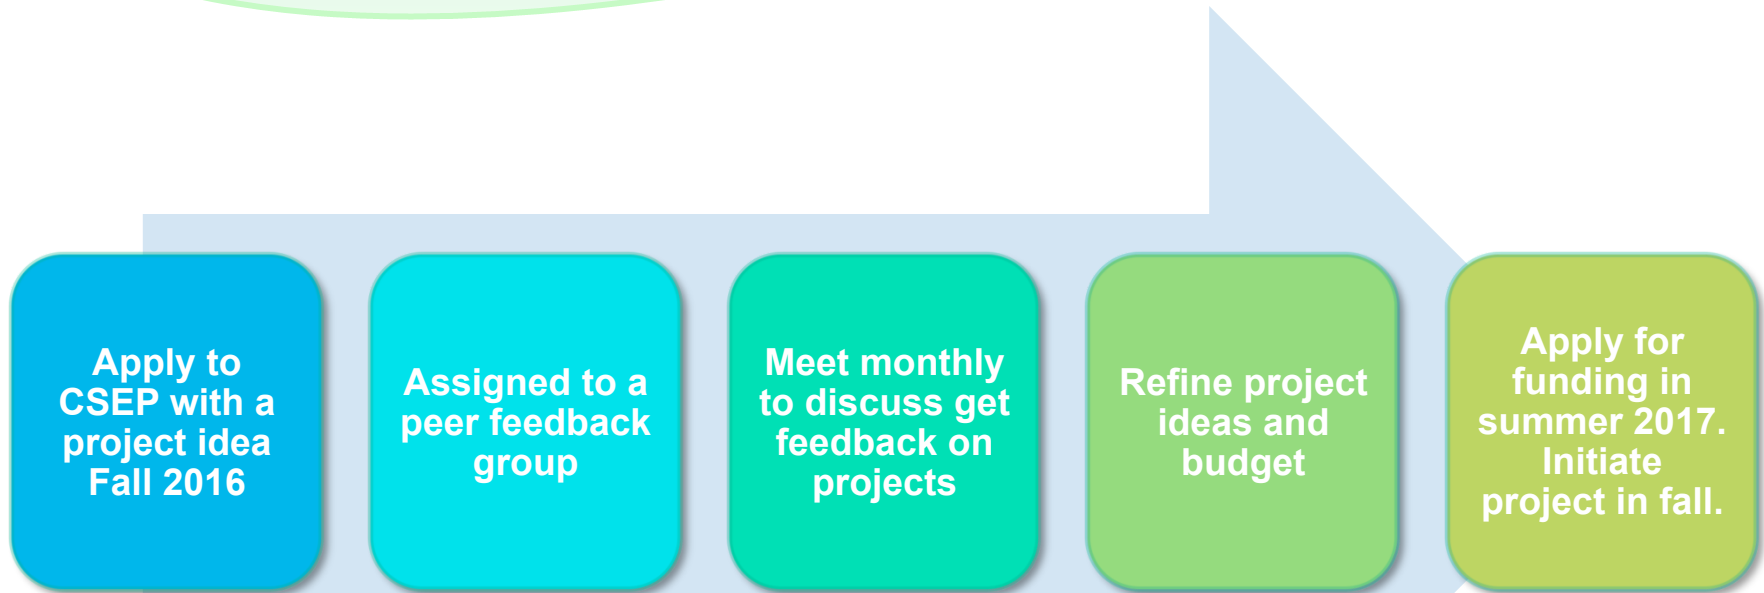 Apply to
CSEP with a
project idea
Fall 2016
Assigned to a
peer feedback
group
Meet monthly
to discuss get
feedback on
projects
Refine project
ideas and
budget
Apply for
funding in
summer 2017.
Initiate
project in fall.